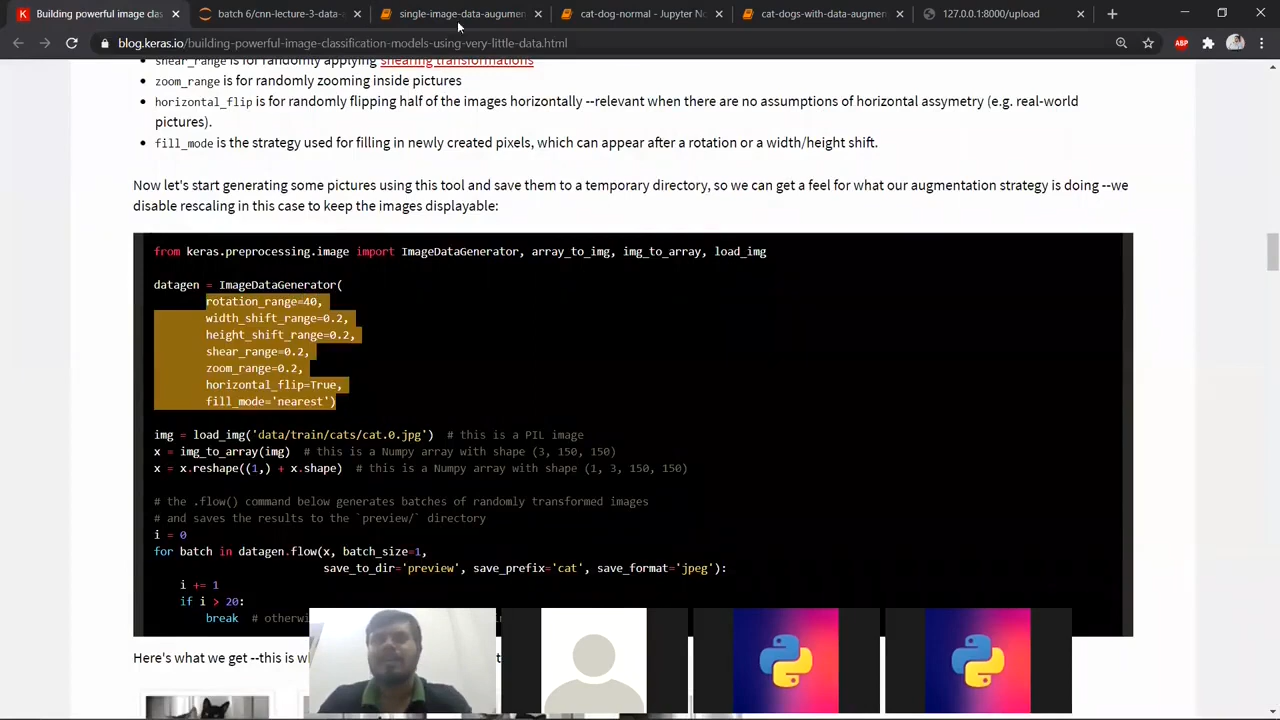 Building powerful image clas
batch 6/cnn-lecture-3-data-a
single-image-data-augmen
cat-dog-normal - Jupyter No
cat-dogs-with-data-augmen
127.0.0.1:8000/upload
blog.keras.io/building-powerful-image-classification-models-using-very-little-data.html
ABP
shear_range is for randomly applying shearing transformations
zoom_range is for randomly zooming inside pictures
horizontal_flip is for randomly flipping half of the images horizontally --relevant when there are no assumptions of horizontal assymetry (e.g. real-world
pictures).
fill_mode is the strategy used for filling in newly created pixels, which can appear after a rotation or a width/height shift.
Now let's start generating some pictures using this tool and save them to a temporary directory, so we can get a feel for what our augmentation strategy is doing --we
disable rescaling in this case to keep the images displayable:
from keras.preprocessing.image import ImageDataGenerator, array_to_img, img_to_array, load_img
datagen = ImageDataGenerator(
rotation_range=40,
width_shift_range=0.2,
height_shift_range=0.2,
shear_range=0.2,
zoom_range=0.2,
horizontal_flip=True,
fill_mode='nearest')
img = load_img('data/train/cats/cat.0.jpg')  # this is a PIL image
x = img_to_array(img)  # this is a Numpy array with shape (3, 150, 150)
x = x.reshape((1,) + x.shape)  # this is a Numpy array with shape (1, 3, 150, 150)
# the .flow() command below generates batches of randomly transformed images
# and saves the results to the `preview/` directory
i = 0
for batch in datagen.flow(x, batch_size=1,
save_to_dir='preview', save_prefix='cat', save_format='jpeg'):
i += 1
if i > 20:
break  # otherwi
Here's what we get --this is w